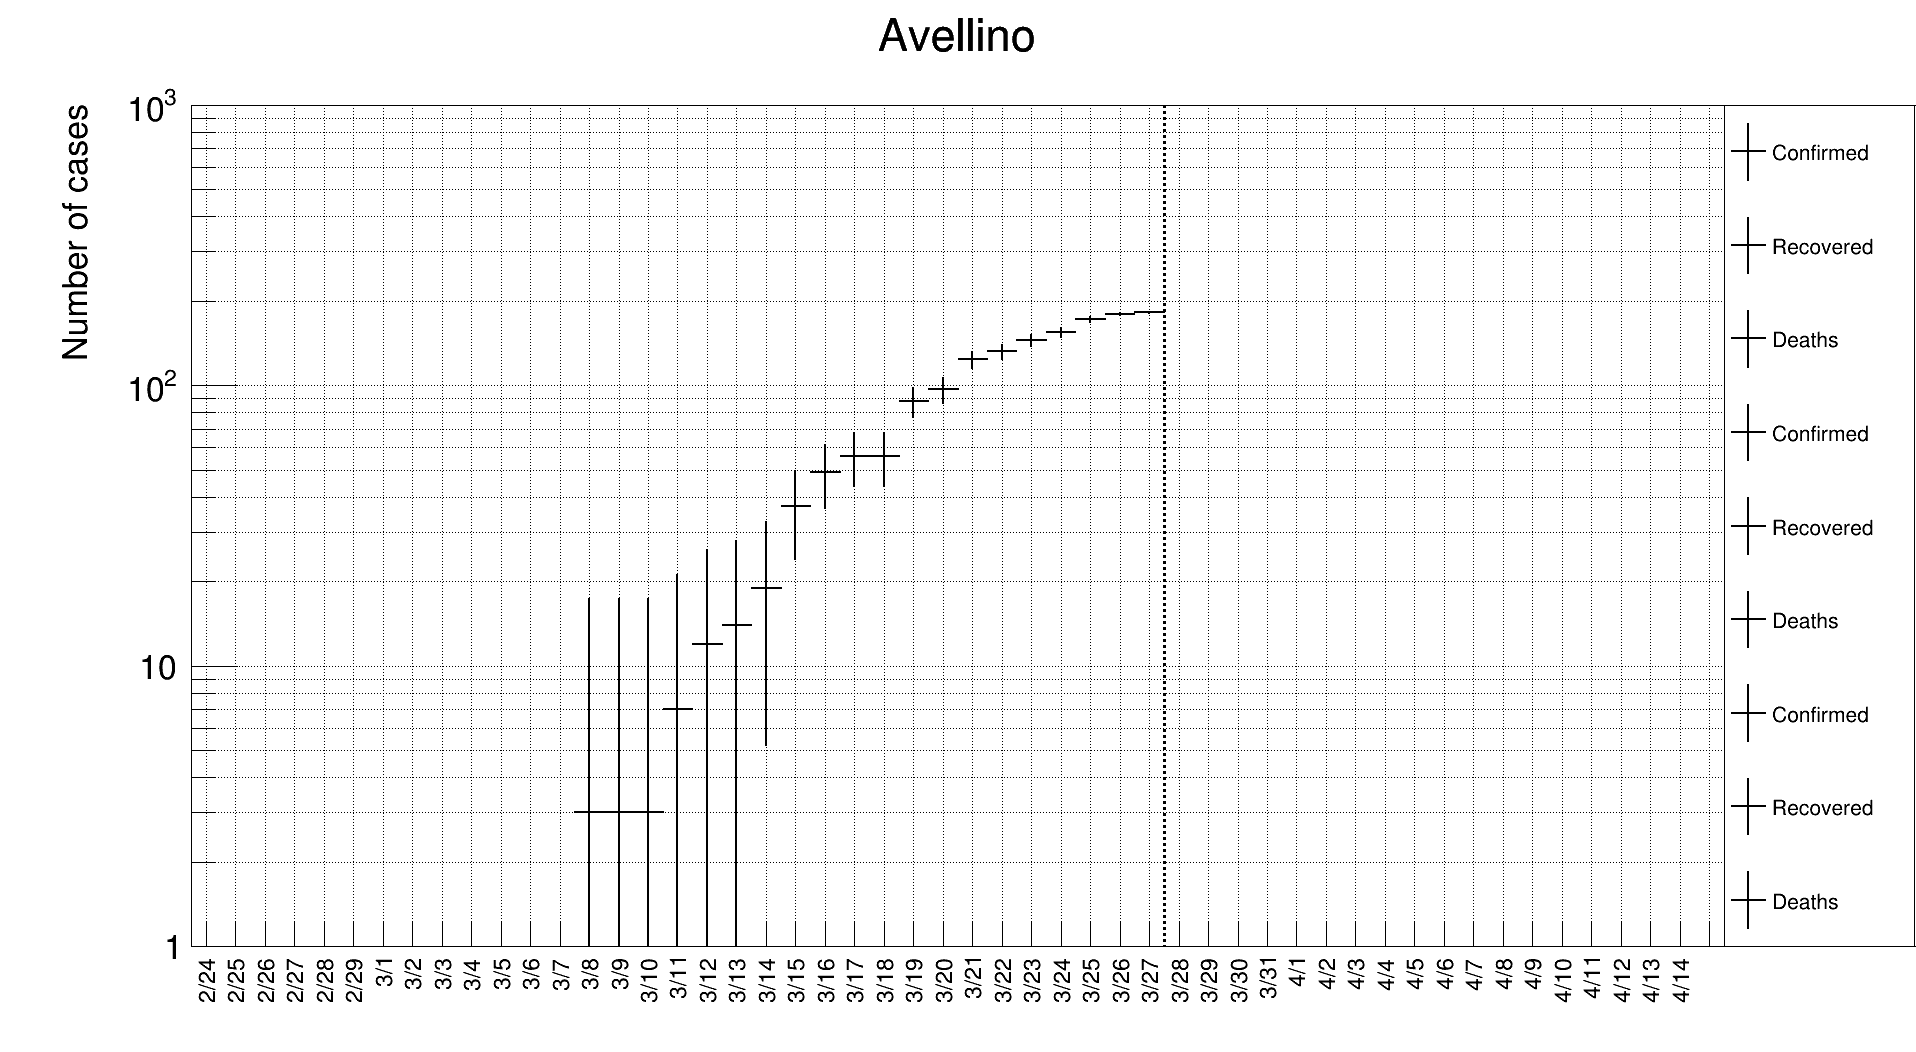 Avellino
Number of cases
10³
10²
10
1
2/24 2/25 2/26 2/27 2/28 2/29 3/1 3/2 3/3 3/4 3/5 3/6 3/7 3/8 3/9 3/10 3/11 3/12 3/13 3/14 3/15 3/16 3/17 3/18 3/19 3/20 3/21 3/22 3/23 3/24 3/25 3/26 3/27 3/28 3/29 3/30 3/31 4/1 4/2 4/3 4/4 4/5 4/6 4/7 4/8 4/9 4/10 4/11 4/12 4/13 4/14
Confirmed
Recovered
Deaths
Confirmed
Recovered
Deaths
Confirmed
Recovered
Deaths